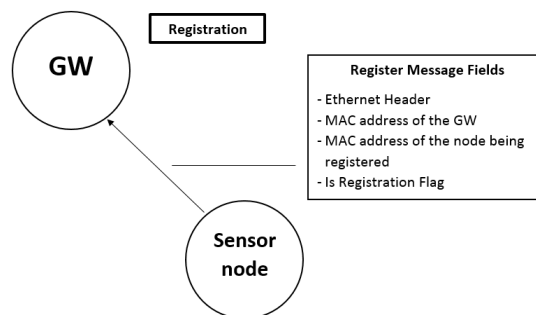 Registration
GW
Register Message Fields
- Ethernet Header
- MAC address of the GW
- MAC address of the node being
registered
- Is Registration Flag
Sensor
node